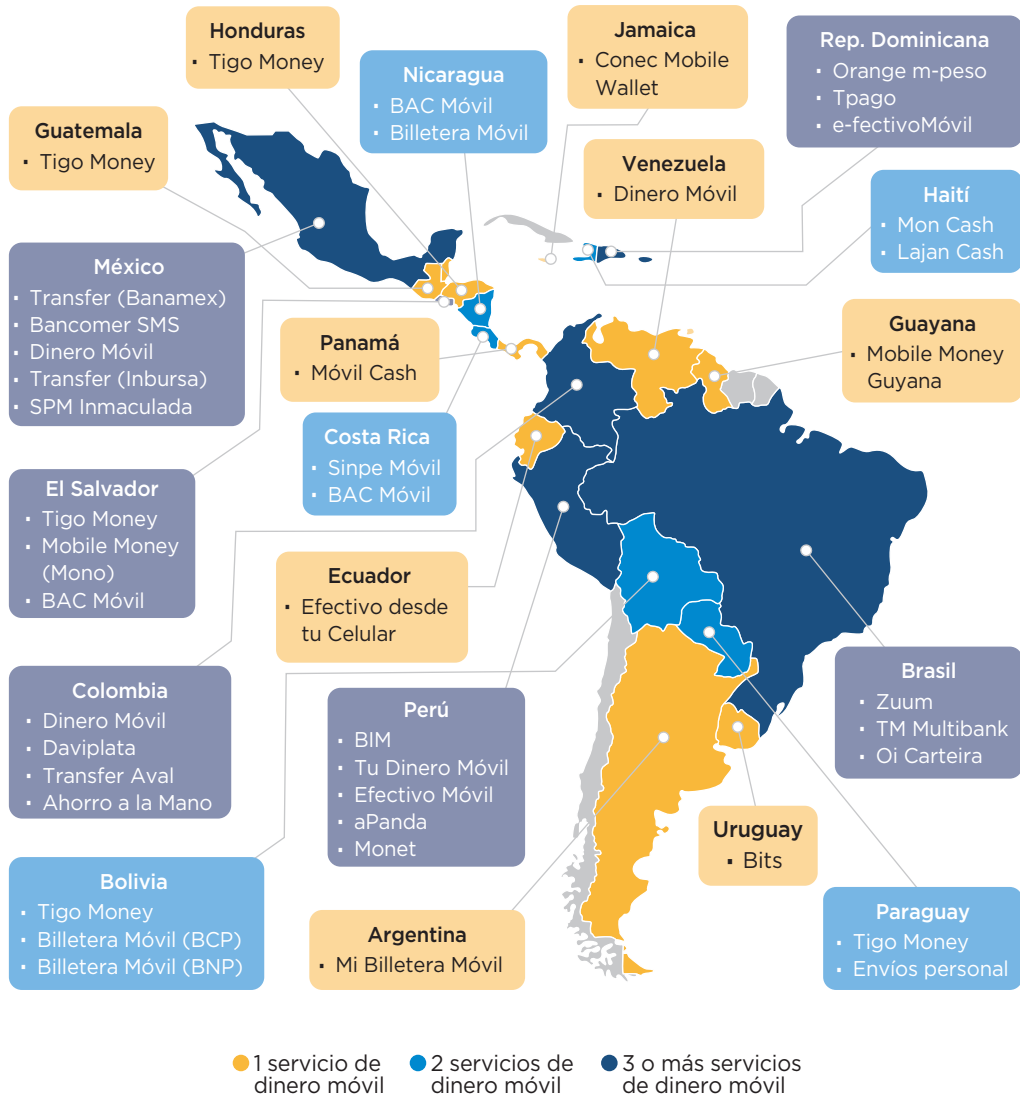 Honduras
· Tigo Money
Nicaragua
· BAC Móvil
· Billetera Móvil
Jamaica
· Conec Mobile
Wallet
Rep. Dominicana
· Orange m-peso
· Tpago
· e-fectivoMóvil
Guatemala
· Tigo Money
Venezuela
· Dinero Móvil
Haití
· Mon Cash
· Lajan Cash
México
· Transfer (Banamex)
· Bancomer SMS
· Dinero Móvil
· Transfer (Inbursa)
· SPM Inmaculada
Panamá
· Móvil Cash
Guayana
· Mobile Money
Guyana
Costa Rica
· Sinpe Móvil
· BAC Móvil
El Salvador
· Tigo Money
· Mobile Money
(Mono)
· BAC Móvil
Ecuador
· Efectivo desde
tu Celular
Colombia
· Dinero Móvil
· Daviplata
· Transfer Aval
· Ahorro a la Mano
Perú
· BIM
· Tu Dinero Móvil
· Efectivo Móvil
· aPanda
· Monet
Brasil
· Zuum
· TM Multibank
· Oi Carteira
Uruguay
· Bits
Bolivia
· Tigo Money
· Billetera Móvil (BCP)
· Billetera Móvil (BNP)
Argentina
· Mi Billetera Móvil
Paraguay
· Tigo Money
· Envíos personal
1 servicio de
dinero móvil
2 servicios de
dinero móvil
3 o más servicios
de dinero móvil